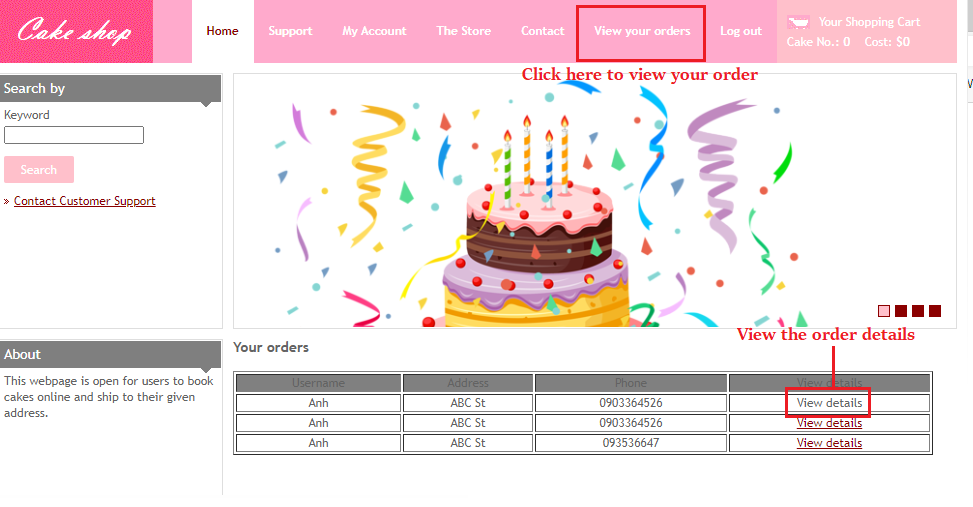 Cake shop
Home Support My Account The Store Contact View your orders Log out
Your Shopping Cart
Cake No.: 0 Cost: $0
Click here to view your order
Search by
Keyword
Search
» Contact Customer Support
View the order details
About
This webpage is open for users to book
cakes online and ship to their given
address.
Your orders
Username Address Phone View details
Anh ABC St 0903364526 View details
Anh ABC St 0903364526 View details
Anh ABC St 093536647 View details